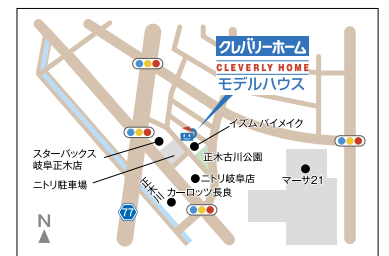 クレバリーホーム
CLEVERLY HOME
モデルハウス
イズム バイメイク
スターバックス
岐阜正木店
正木古川公園
ニトリ駐車場
ニトリ岐阜店
マーサ21
正木川
カーロッツ長良
77
N